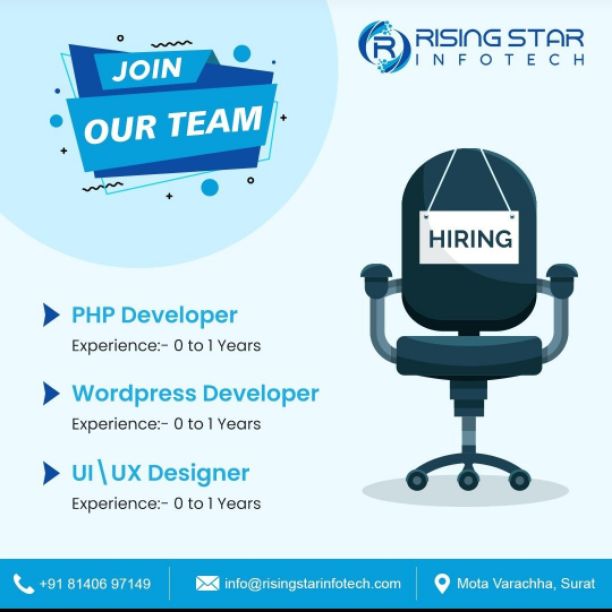 JOIN
OUR TEAM
RISING STAR
INFOTECH
HIRING
PHP Developer
Experience:- 0 to 1 Years
Wordpress Developer
Experience:- 0 to 1 Years
UI\UX Designer
Experience:- 0 to 1 Years
+91 81406 97149
info@risingstarinfotech.com
Mota Varachha, Surat